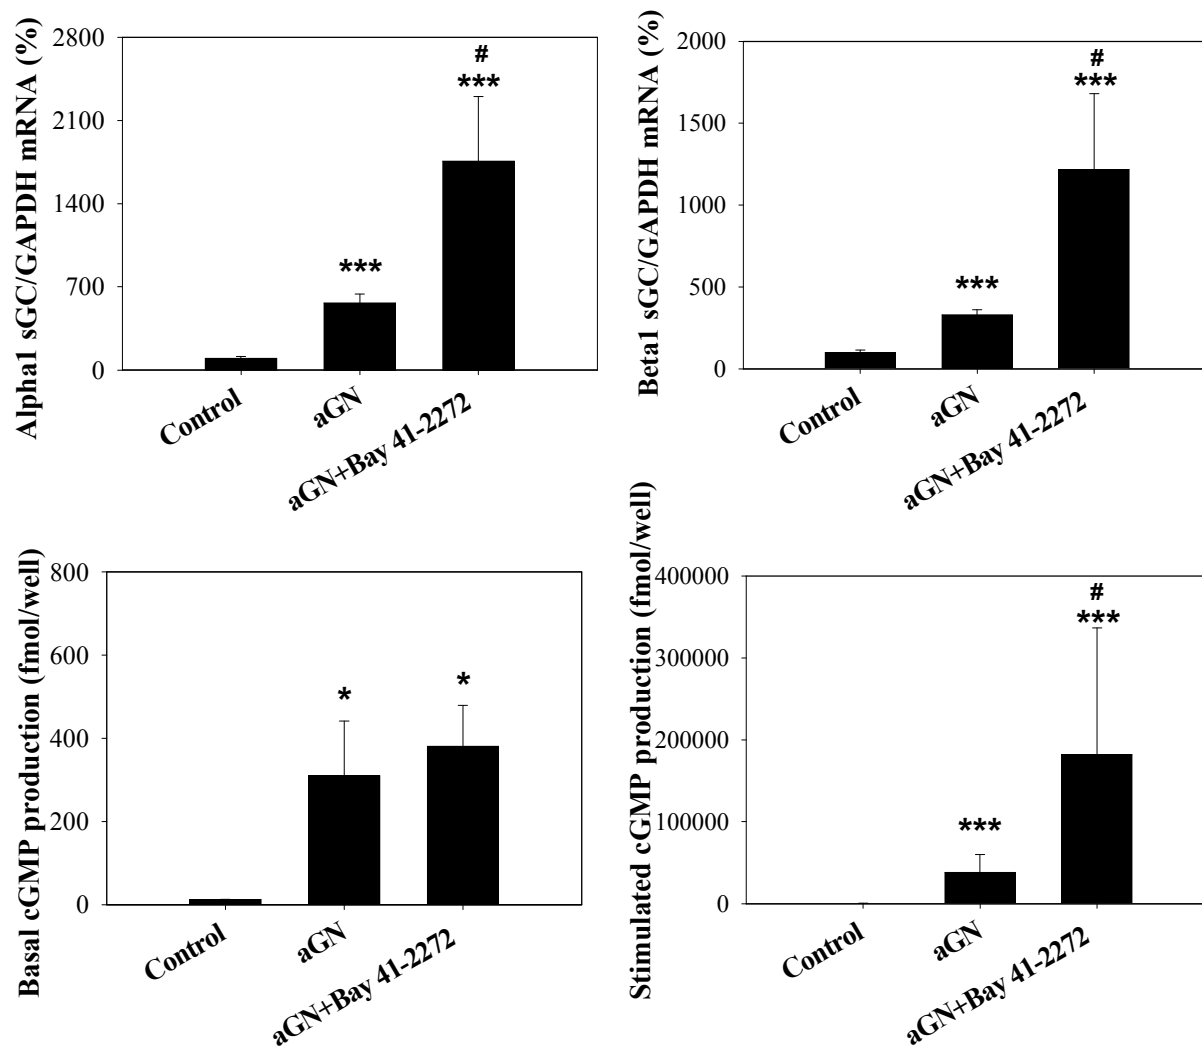 Alpha1 sGC/GAPDH mRNA (%)
2800
2100
1400
700
0
***
#
***
Control
aGN
aGN+Bay 41-2272
Beta1 sGC/GAPDH mRNA (%)
2000
1500
1000
500
0
***
#
***
Control
aGN
aGN+Bay 41-2272
Basal cGMP production (fmol/well)
800
600
400
200
0
*
*
Control
aGN
aGN+Bay 41-2272
Stimulated cGMP production (fmol/well)
400000
300000
200000
100000
0
***
#
***
Control
aGN
aGN+Bay 41-2272